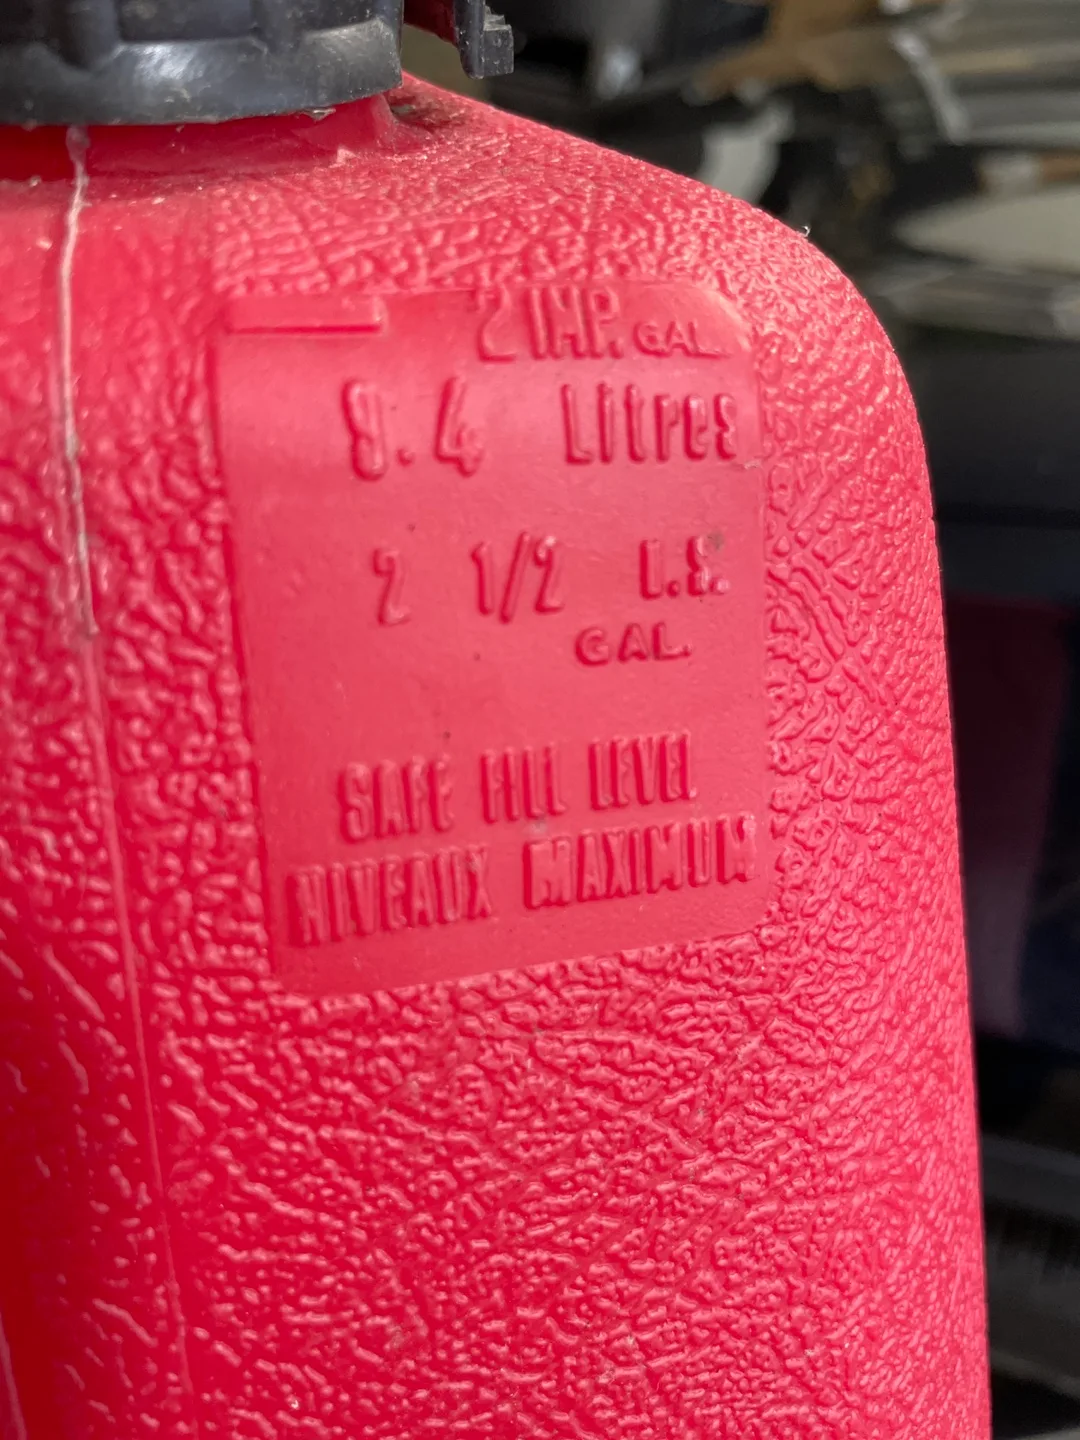 2 IMP. GAL.
9.4 Litres
2 1/2 U.S.
GAL.
SAFE FILL LEVEL
NIVEAUX MAXIMUM